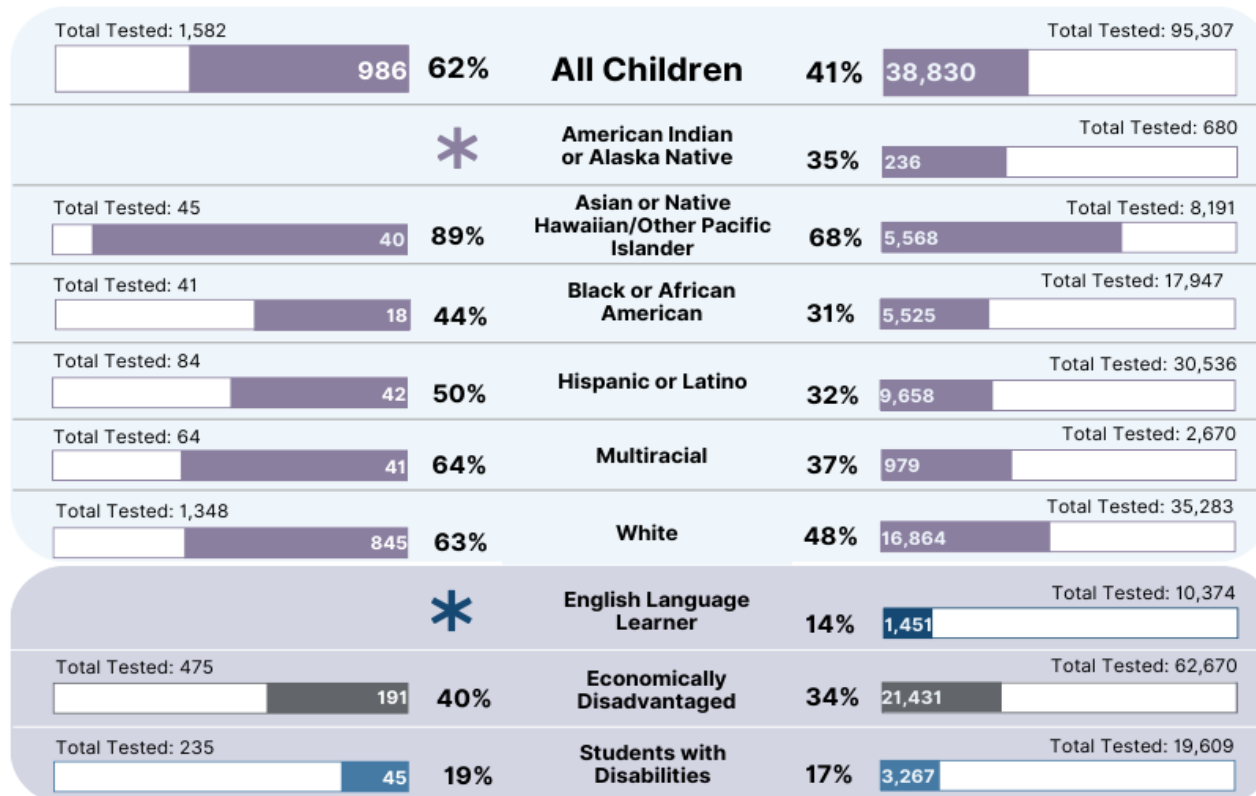 Total Tested: 1,582
Total Tested: 95,307
986 62% All Children 41% 38,830
Total Tested: 680
American Indian
or Alaska Native
* 35% 236
Total Tested: 45
Total Tested: 8,191
Asian or Native
Hawaiian/Other Pacific
Islander
40 89% 68% 5,568
Total Tested: 41
Total Tested: 17,947
Black or African
American
18 44% 31% 5,525
Total Tested: 84
Total Tested: 30,536
Hispanic or Latino
42 50% 32% 9,658
Total Tested: 64
Total Tested: 2,670
Multiracial
41 64% 37% 979
Total Tested: 1,348
Total Tested: 35,283
White
845 63% 48% 16,864
Total Tested: 10,374
English Language
Learner
* 14% 1,451
Total Tested: 475
Total Tested: 62,670
Economically
Disadvantaged
191 40% 34% 21,431
Total Tested: 235
Total Tested: 19,609
Students with
Disabilities
45 19% 17% 3,267